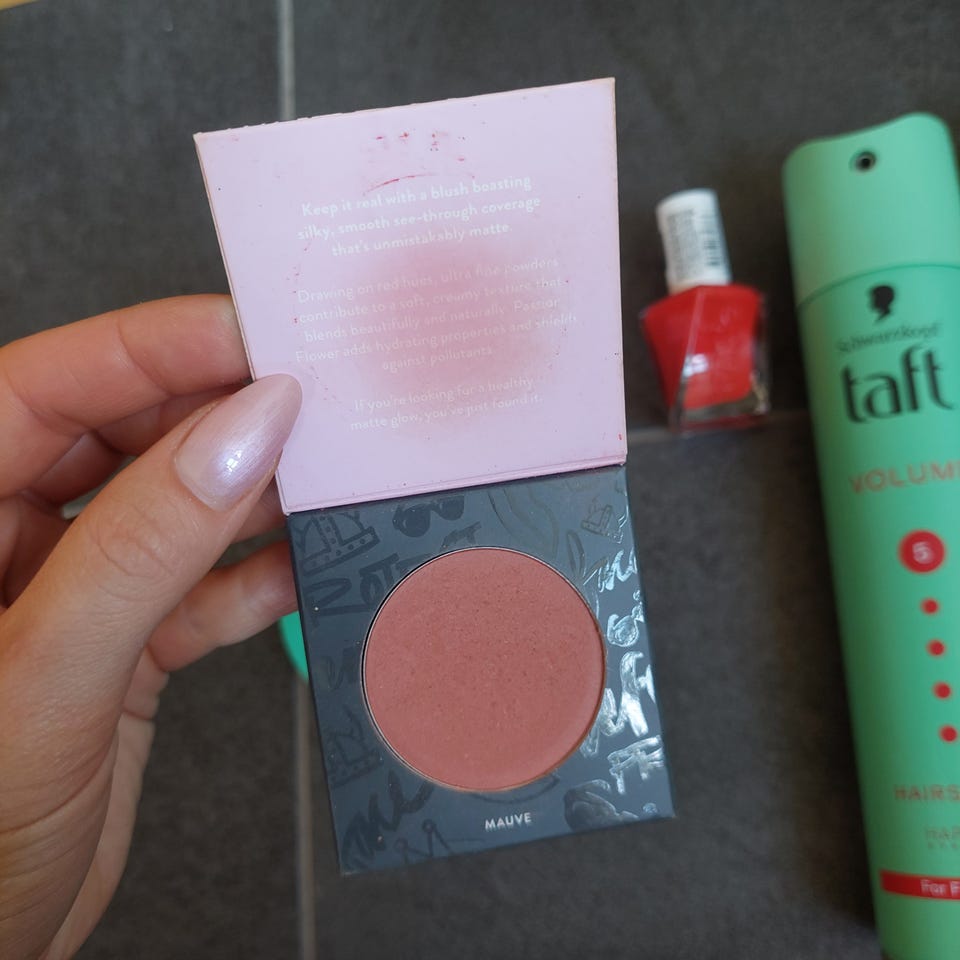 Keep it real with a blush boasting
silky, smooth see-through coverage
that's unmistakably matte.
Drawing on red hues, ultra fine powders
contribute to a soft, creamy texture that
blends beautifully and naturally. Passion
Flower adds hydrating properties and shields
against pollutants.
If you're looking for a healthy
matte glow, you've just found it.
MAUVE
Schwarzkopf
taft
VOLUM
5
HAIRS
For F